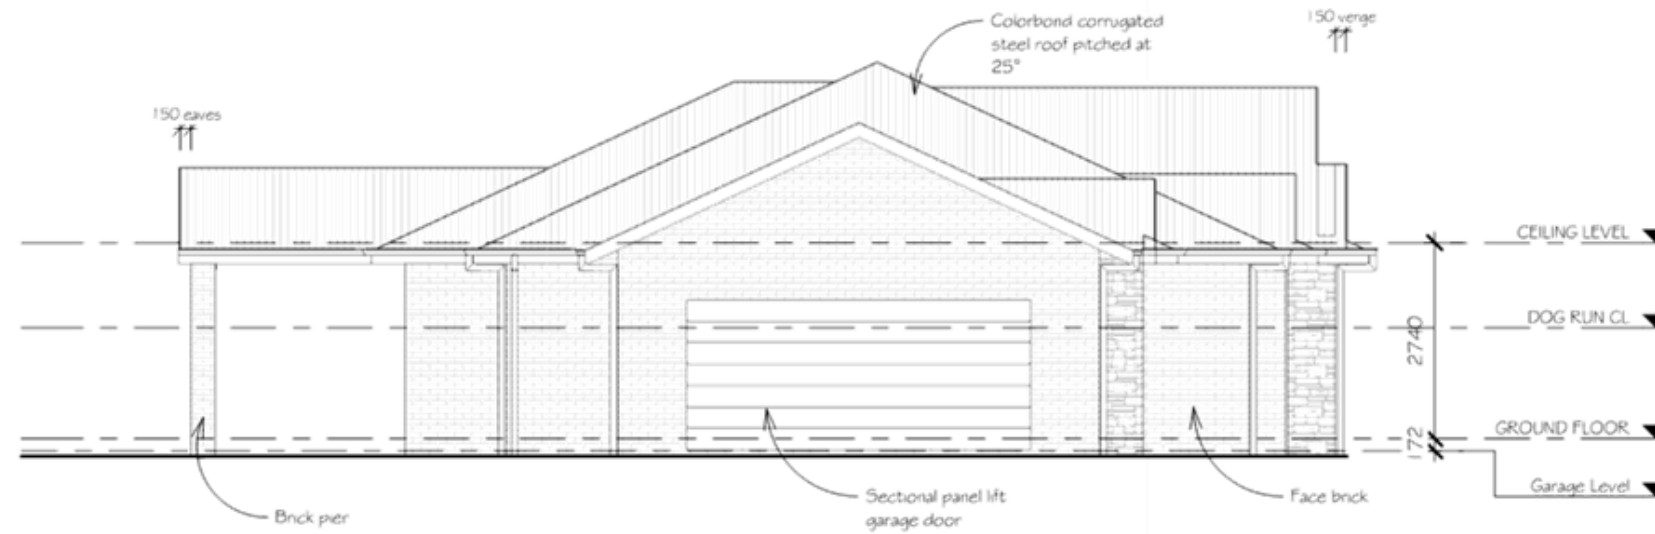 Colorbond corrugated
steel roof pitched at
25°
150 verge
150 eaves
CEILING LEVEL
DOG RUN CL
2740
GROUND FLOOR
172
Garage Level
Sectional panel lift
garage door
Face brick
Brick pier